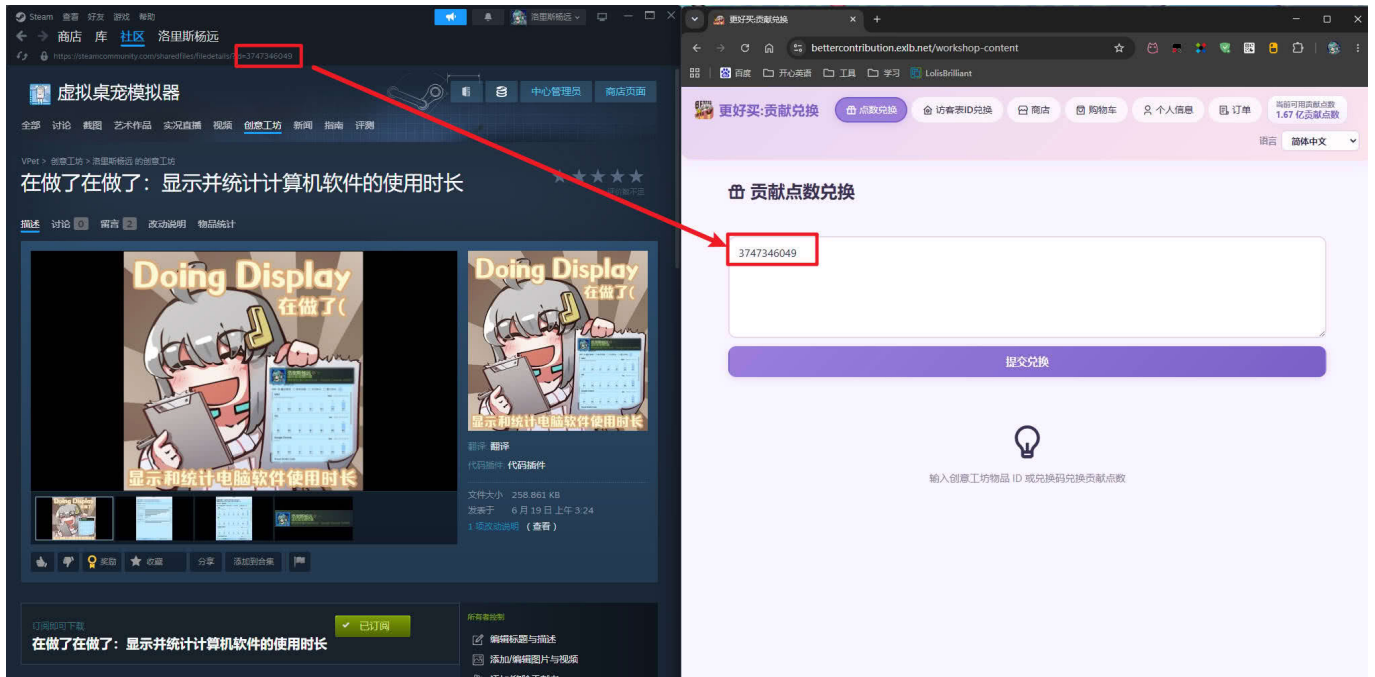 Steam 查看 好友 游戏 帮助
洛里斯杨远
商店 库 社区 洛里斯杨远
https://steamcommunity.com/sharedfiles/filedetails/?id=3747346049
虚拟桌宠模拟器
中心管理员
商店页面
全部 讨论 截图 艺术作品 实况直播 视频 创意工坊 新闻 指南 评测
VPet > 创意工坊 > 洛里斯杨远 的创意工坊
在做了在做了：显示并统计计算机软件的使用时长
描述 讨论 0 留言 2 改动说明 物品统计
Doing Display
在做了(
显示和统计电脑软件使用时长
Doing Display
在做了(
显示和统计电脑软件使用时长
翻译: 翻译
代码插件: 代码插件
文件大小 258.861 KB
发表于 6 月 19 日 上午 3:24
1 项改动说明 ( 查看 )
奖励 收藏 分享 添加到合集
订阅即可下载
在做了在做了：显示并统计计算机软件的使用时长
已订阅
所有者控制
编辑标题与描述
添加/编辑图片与视频
更好买:贡献兑换
bettercontribution.exlb.net/workshop-content
百度 开心英语 工具 学习 LolisBrilliant
更好买:贡献兑换
点数兑换
访客表ID兑换
商店
购物车
个人信息
订单
当前可用贡献点数
1.67 亿贡献点数
语言 简体中文
贡献点数兑换
3747346049
提交兑换
输入创意工坊物品 ID 或兑换码兑换贡献点数